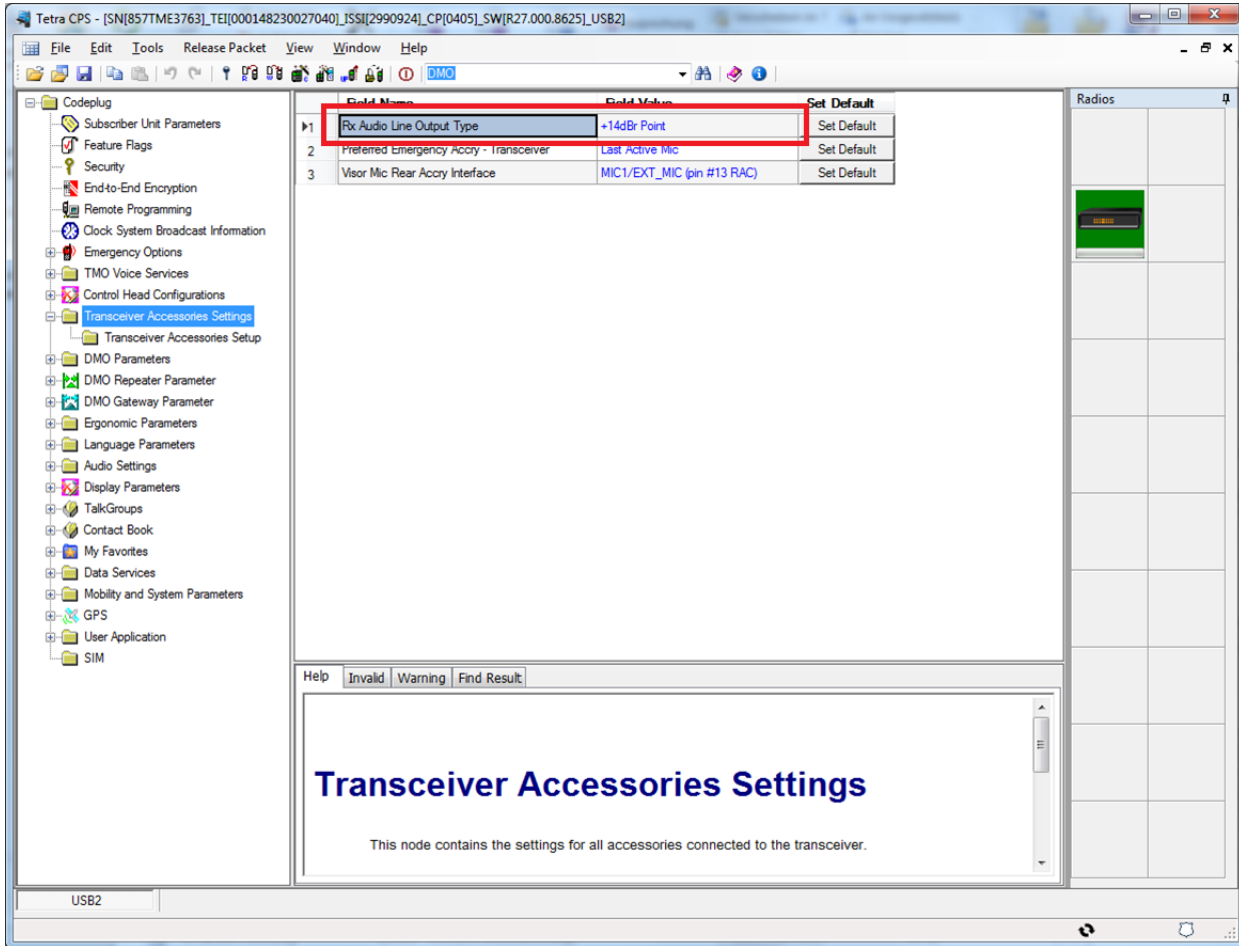 Tetra CPS - [SN[857TME3763]_TEI[000148230027040]_ISSI[2990924]_CP[0405]_SW[R27.000.8625]_USB2]
File Edit Tools Release Packet View Window Help
DMO
Codeplug
Subscriber Unit Parameters
Feature Flags
Security
End-to-End Encryption
Remote Programming
Clock System Broadcast Information
Emergency Options
TMO Voice Services
Control Head Configurations
Transceiver Accessories Settings
Transceiver Accessories Setup
DMO Parameters
DMO Repeater Parameter
DMO Gateway Parameter
Ergonomic Parameters
Language Parameters
Audio Settings
Display Parameters
TalkGroups
Contact Book
My Favorites
Data Services
Mobility and System Parameters
GPS
User Application
SIM
Field Name Field Value Set Default
1 Rx Audio Line Output Type +14dBr Point Set Default
2 Preferred Emergency Accry - Transceiver Last Active Mic Set Default
3 Visor Mic Rear Accry Interface MIC1/EXT_MIC (pin #13 RAC) Set Default
Radios
Help Invalid Warning Find Result
Transceiver Accessories Settings
This node contains the settings for all accessories connected to the transceiver.
USB2